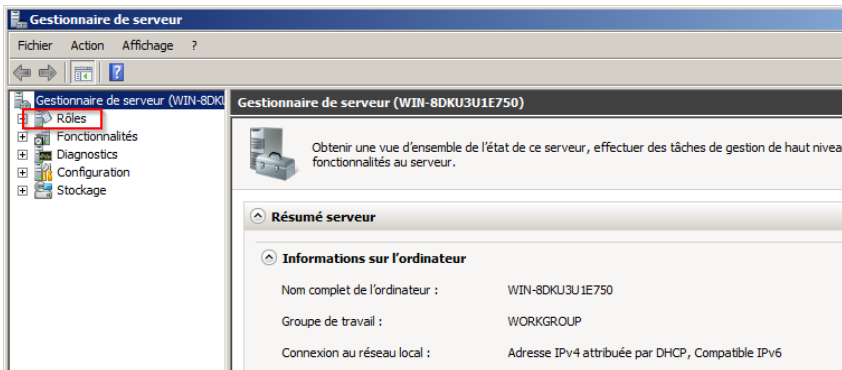 Gestionnaire de serveur
Fichier Action Affichage ?
Gestionnaire de serveur (WIN-8DKU
Rôles
Fonctionnalités
Diagnostics
Configuration
Stockage
Gestionnaire de serveur (WIN-8DKU3U1E750)
Obtenir une vue d'ensemble de l'état de ce serveur, effectuer des tâches de gestion de haut nivea
fonctionnalités au serveur.
Résumé serveur
Informations sur l'ordinateur
Nom complet de l'ordinateur : WIN-8DKU3U1E750
Groupe de travail : WORKGROUP
Connexion au réseau local : Adresse IPv4 attribuée par DHCP, Compatible IPv6